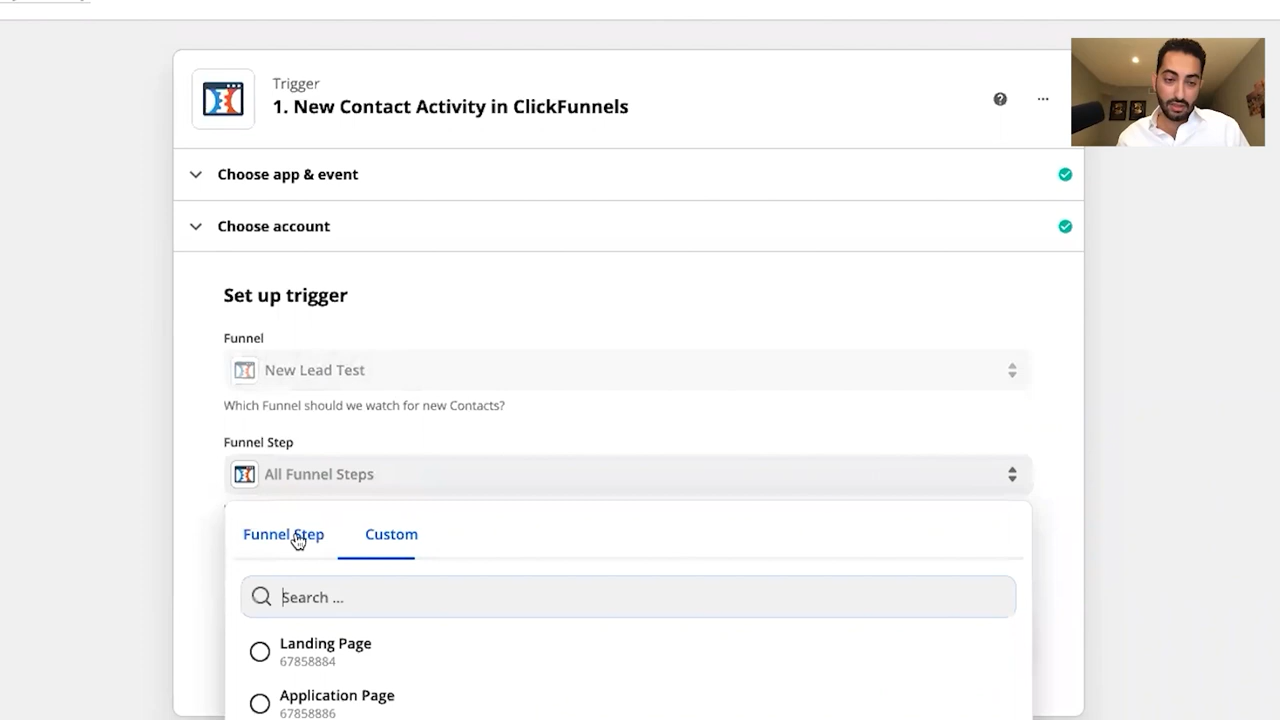 Trigger
1. New Contact Activity in ClickFunnels
?
Choose app & event
Choose account
Set up trigger
Funnel
New Lead Test
Which Funnel should we watch for new Contacts?
Funnel Step
All Funnel Steps
Funnel Step Custom
Search ...
Landing Page
67858884
Application Page
67858886